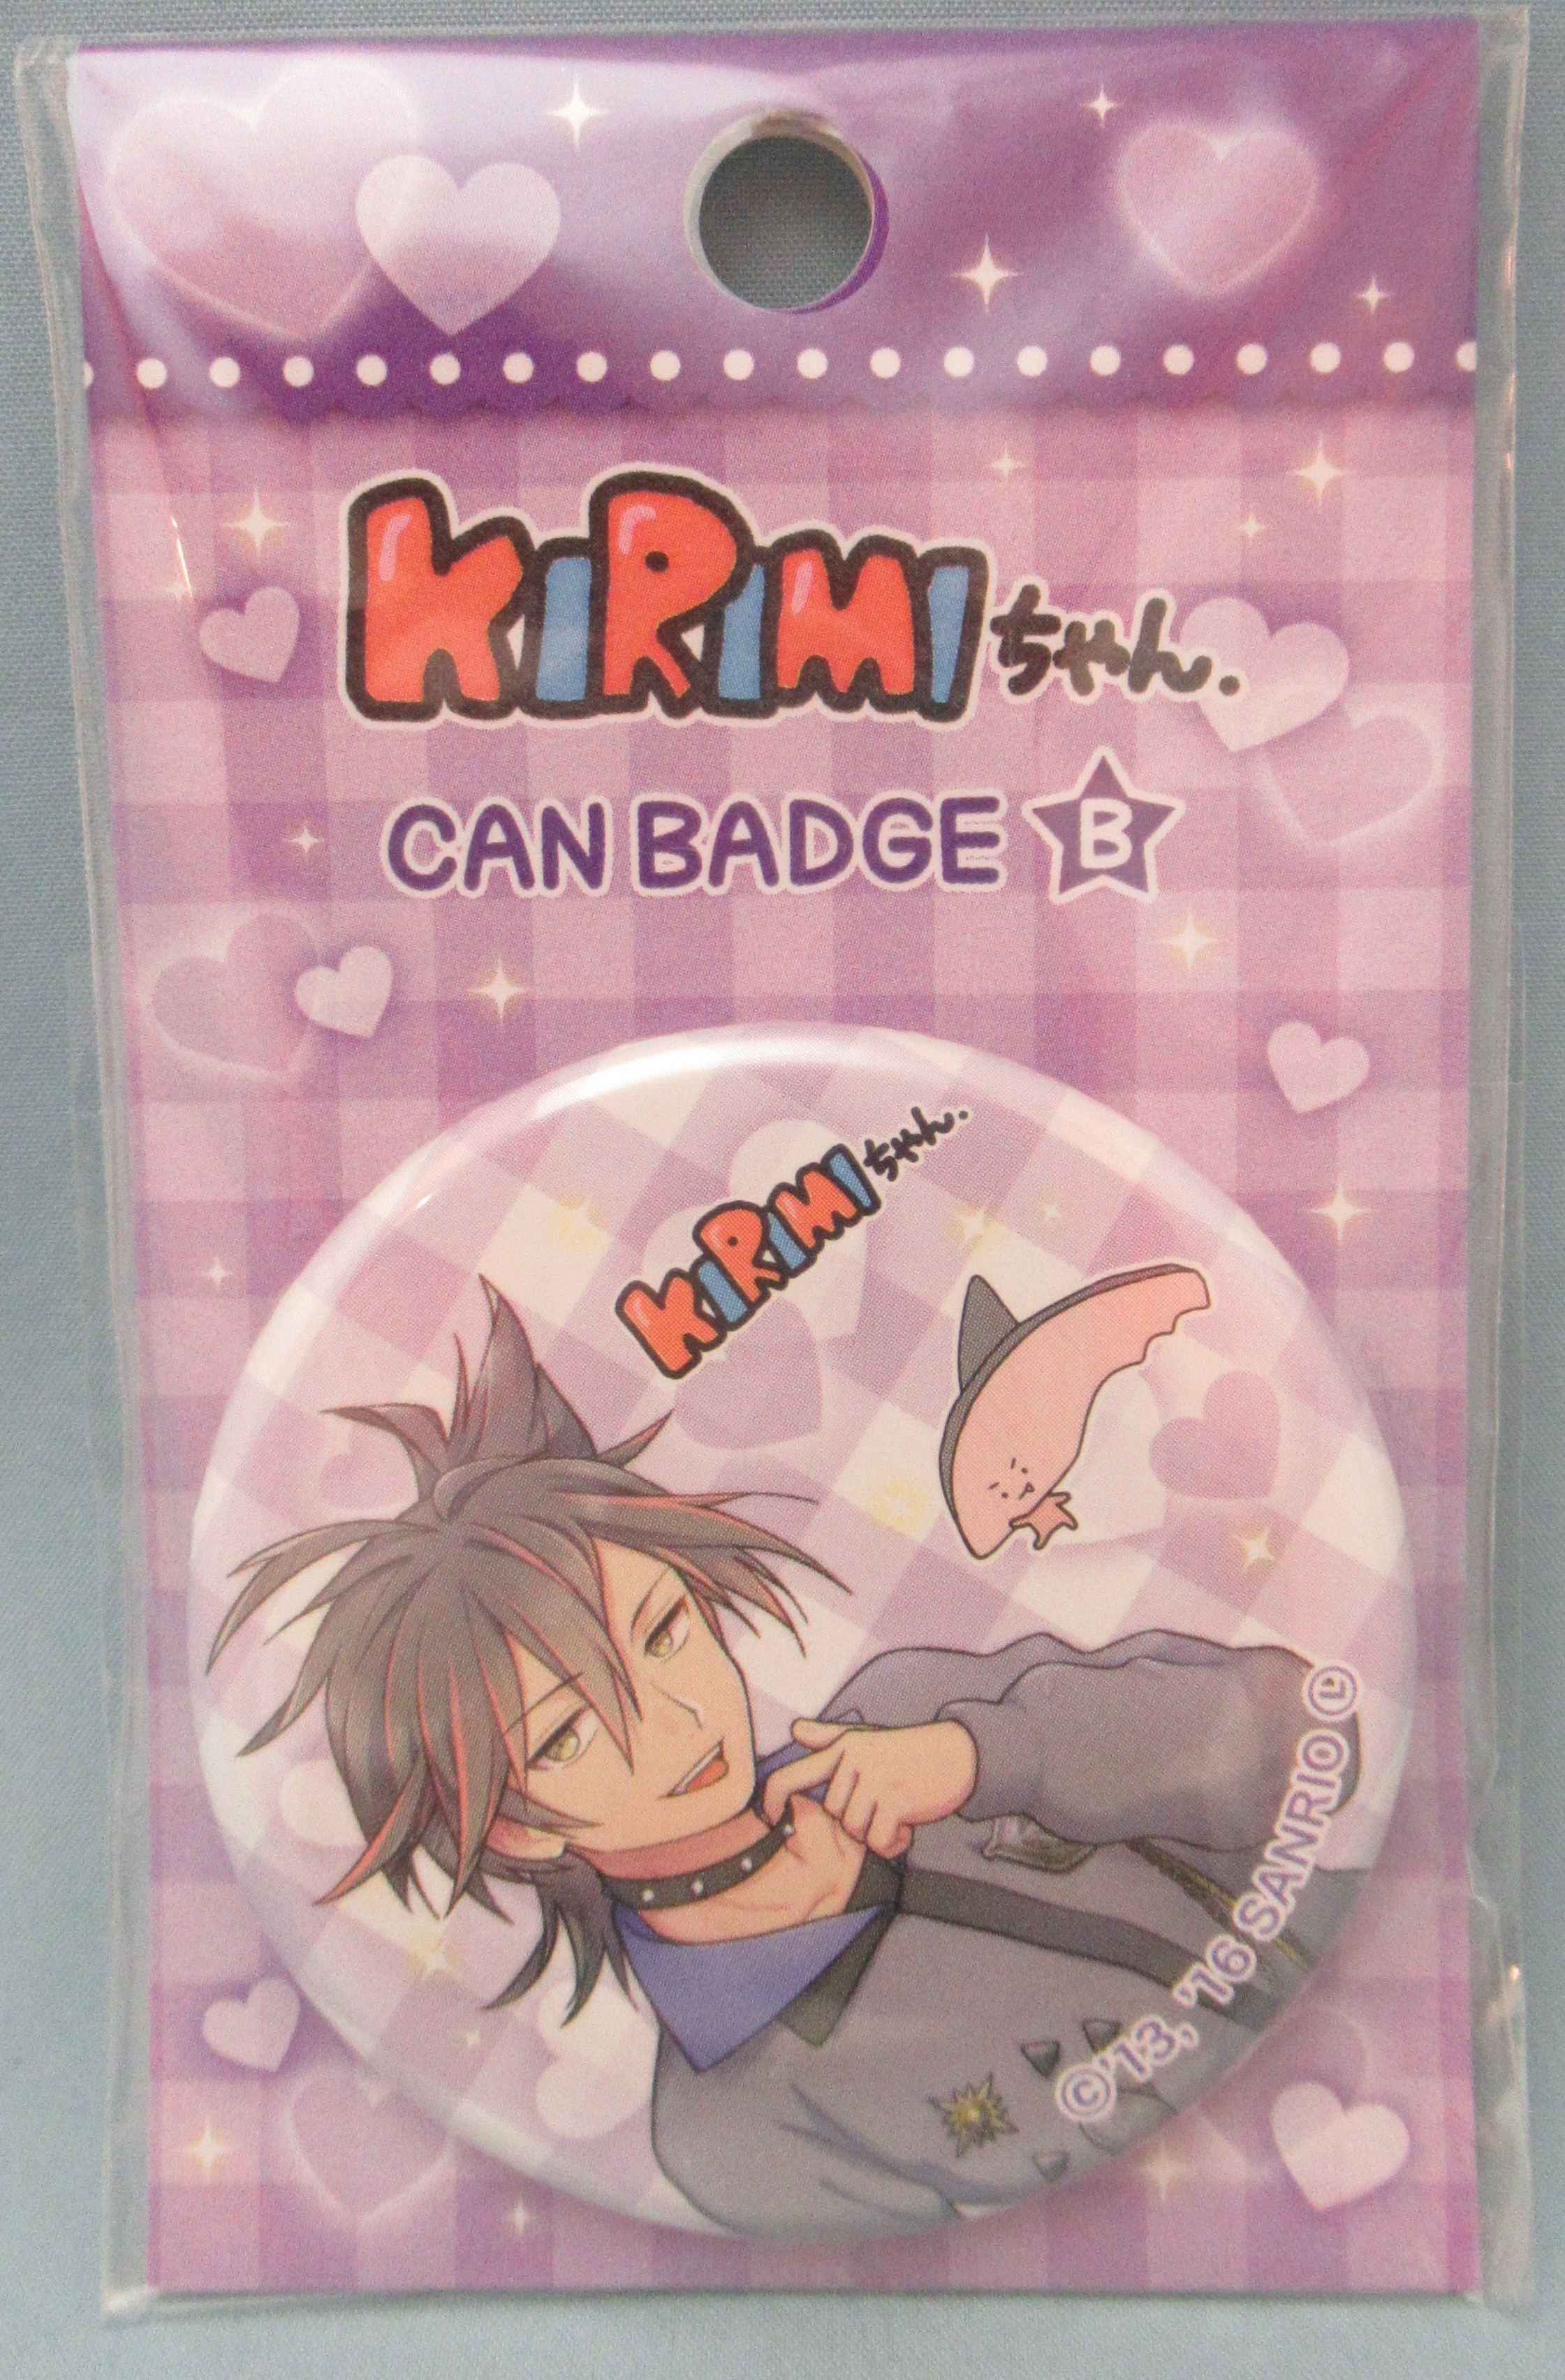 KIRIMIちゃん.
CAN BADGE B
KIRIMIちゃん.
©'13, '16 SANRIO Ⓛ